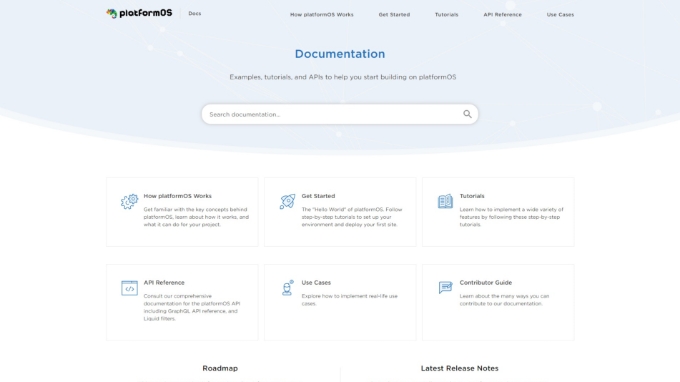 platformOS
Docs
How platformOS Works
Get Started
Tutorials
API Reference
Use Cases
Documentation
Examples, tutorials, and APIs to help you start building on platformOS
Search documentation...
How platformOS Works
Get familiar with the key concepts behind
platformOS, learn about how it works, and
what it can do for your project.
Get Started
The "Hello World" of platformOS. Follow
step-by-step tutorials to set up your
environment and deploy your first site.
Tutorials
Learn how to implement a wide variety of
features by following these step-by-step
tutorials.
API Reference
Consult our comprehensive
documentation for the platformOS API
including GraphQL API reference, and
Liquid filters.
Use Cases
Explore how to implement real-life use
cases.
Contributor Guide
Learn about the many ways you can
contribute to our documentation.
Roadmap
Latest Release Notes